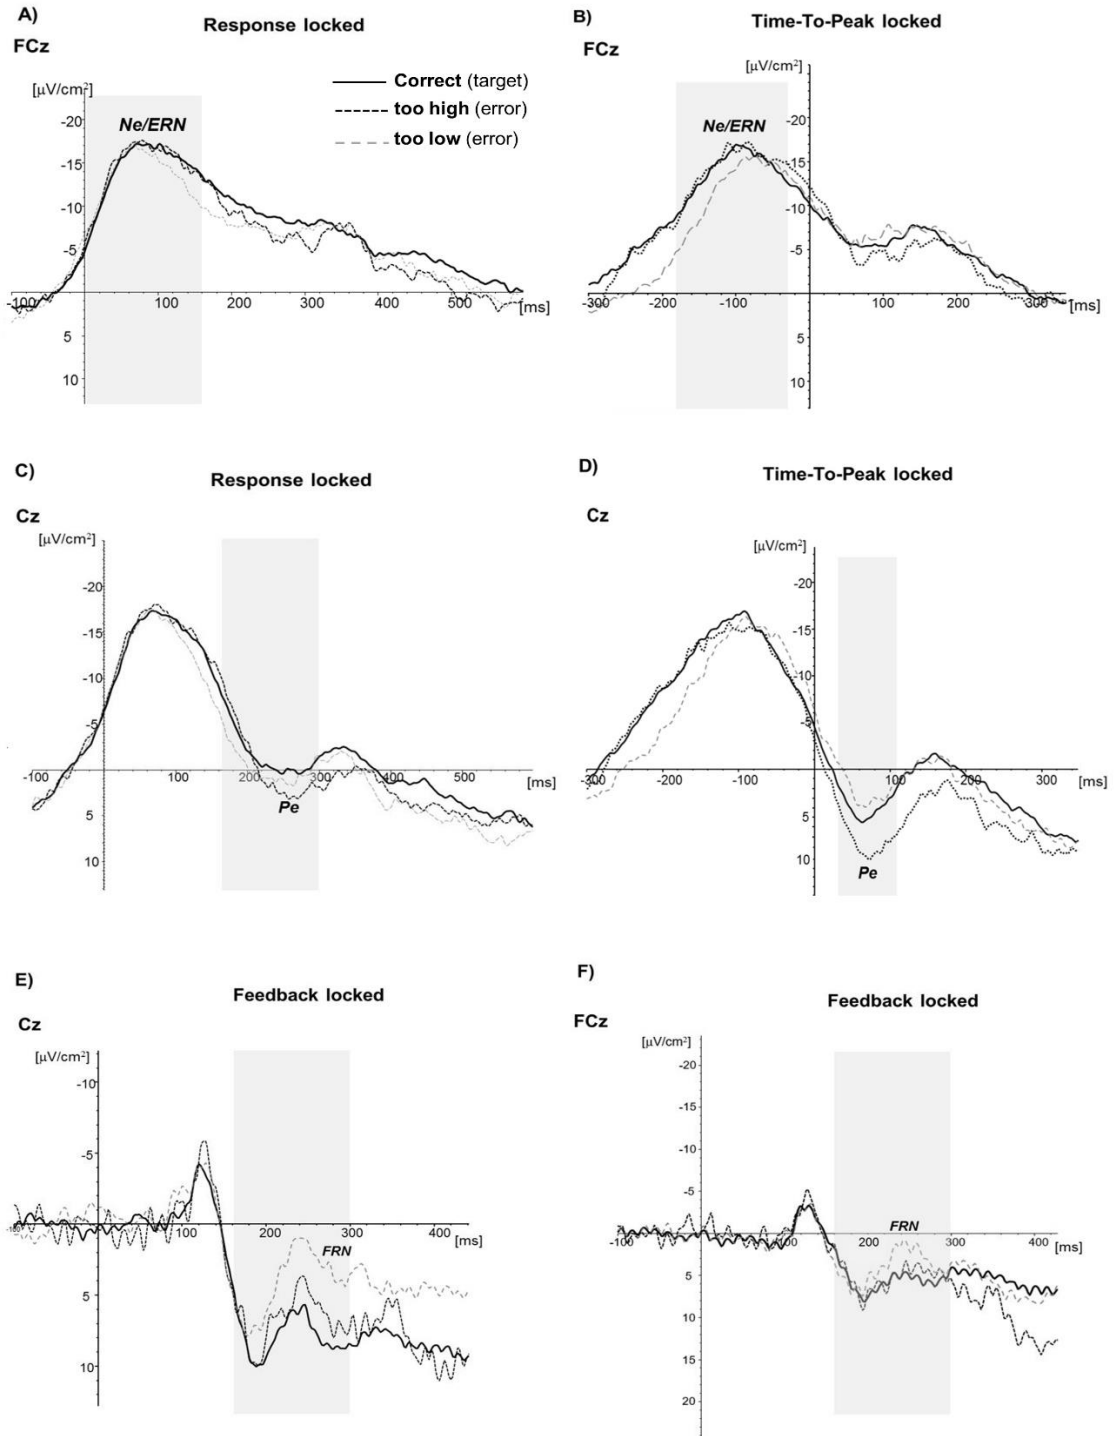 A)
Response locked
FCz
[μV/cm²]
Correct (target)
too high (error)
too low (error)
Ne/ERN
-20
-15
-10
-5
-100 100 200 300 400 500
[ms]
5
10
B)
Time-To-Peak locked
FCz
[μV/cm²]
Ne/ERN
-20
-15
-10
-5
-300 -200 -100 100 200 300
[ms]
5
10
C)
Response locked
Cz
[μV/cm²]
-20
-15
-10
-5
-100 100 200 300 400 500
[ms]
Pe
5
10
D)
Time-To-Peak locked
Cz
[μV/cm²]
-20
-15
-10
-5
-300 -200 -100 100 200 300
[ms]
5
10
Pe
E)
Feedback locked
Cz
[μV/cm²]
-10
-5
100 200 300 400
[ms]
FRN
5
10
F)
Feedback locked
FCz
[μV/cm²]
-20
-15
-10
-5
FRN
-100 100 200 300 400
[ms]
5
10
15
20